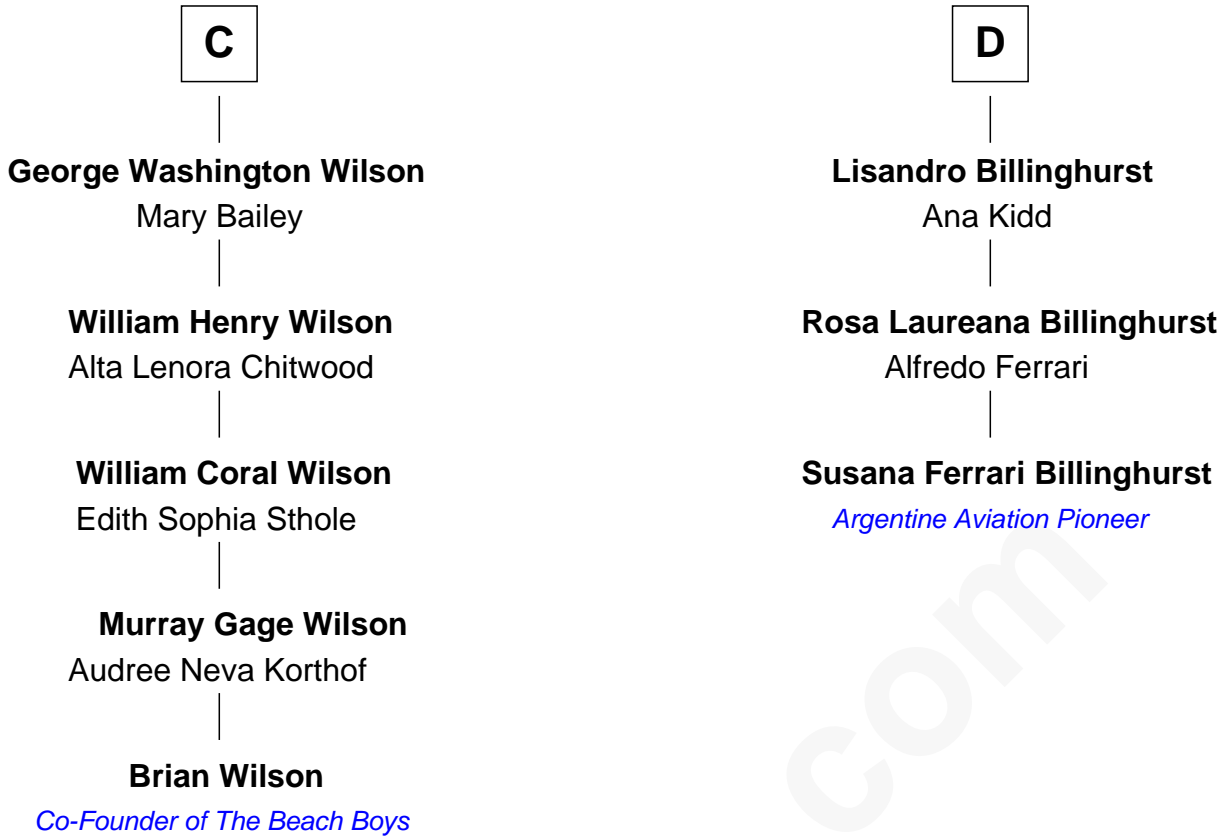 C
George Washington Wilson
Mary Bailey
William Henry Wilson
Alta Lenora Chitwood
William Coral Wilson
Edith Sophia Sthole
Murray Gage Wilson
Audree Neva Korthof
Brian Wilson
Co-Founder of The Beach Boys
D
Lisandro Billinghurst
Ana Kidd
Rosa Laureana Billinghurst
Alfredo Ferrari
Susana Ferrari Billinghurst
Argentine Aviation Pioneer
com